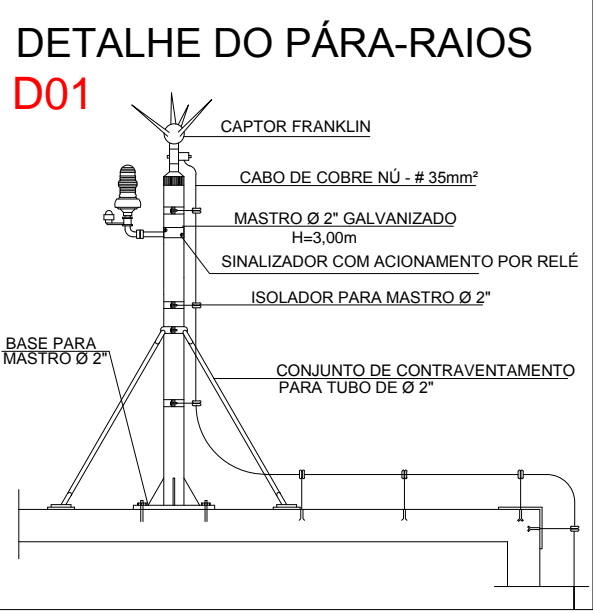 DETALHE DO PÁRA-RAIOS
D01
CAPTOR FRANKLIN
CABO DE COBRE NÚ - # 35mm²
MASTRO Ø 2" GALVANIZADO
H=3,00m
SINALIZADOR COM ACIONAMENTO POR RELÉ
ISOLADOR PARA MASTRO Ø 2"
BASE PARA
MASTRO Ø 2"
CONJUNTO DE CONTRAVENTAMENTO
PARA TUBO DE Ø 2"